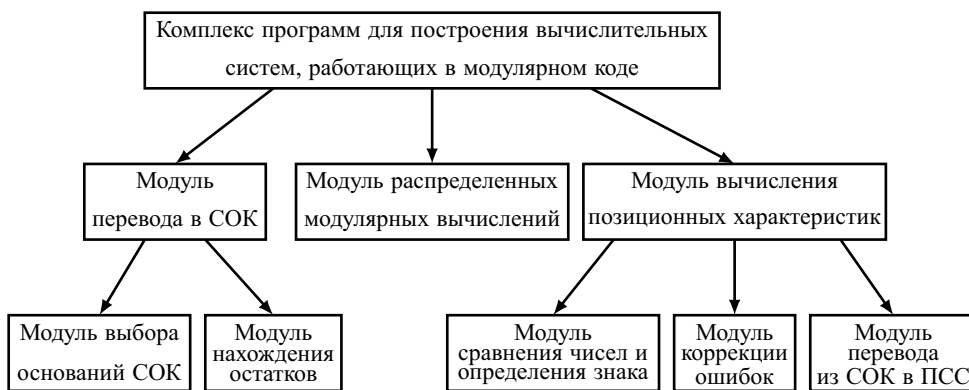 Комплекс программ для построения вычислительных
систем, работающих в модулярном коде
Модуль
перевода в СОК
Модуль распределенных
модулярных вычислений
Модуль вычисления
позиционных характеристик
Модуль выбора
оснований СОК
Модуль
нахождения
остатков
Модуль
сравнения чисел и
определения знака
Модуль
коррекции
ошибок
Модуль
перевода
из СОК в ПСС